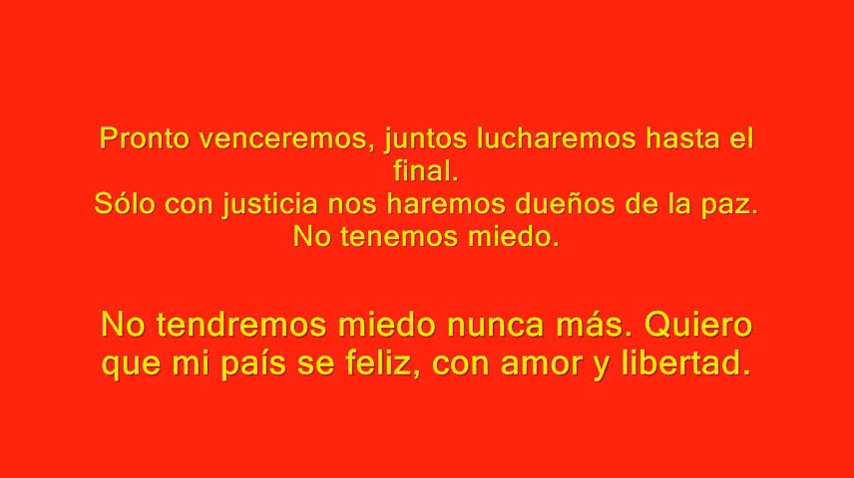 Pronto venceremos, juntos lucharemos hasta el
final.
Sólo con justicia nos haremos dueños de la paz.
No tenemos miedo.
No tendremos miedo nunca más. Quiero
que mi país se feliz, con amor y libertad.